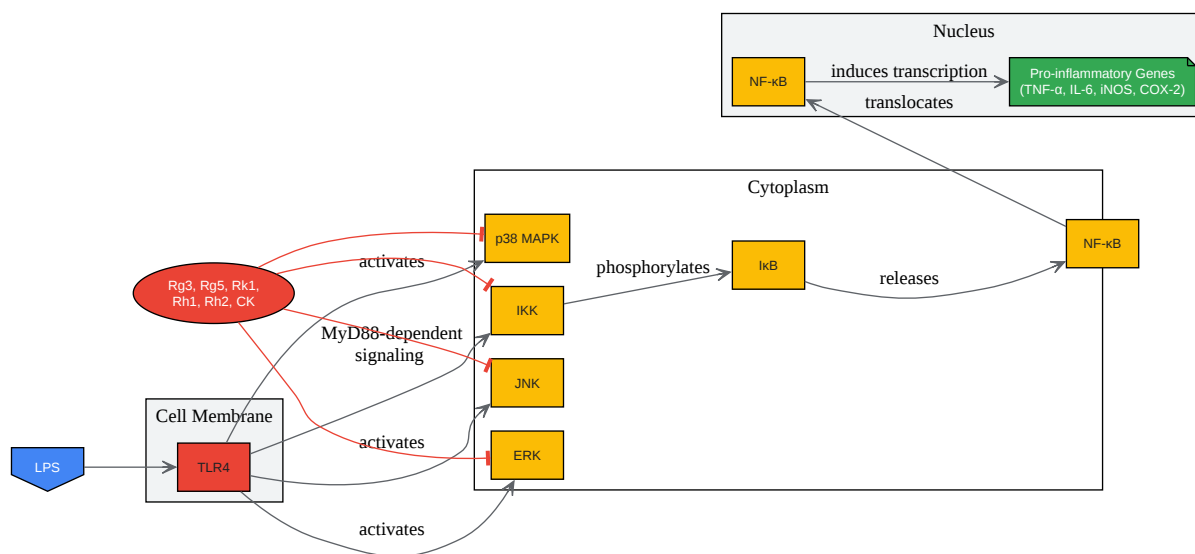 Nucleus
NF-κB
induces transcription
Pro-inflammatory Genes
(TNF-α, IL-6, iNOS, COX-2)
translocates
Cytoplasm
p38 MAPK
NF-κB
activates
phosphorylates
IκB
releases
Rg3, Rg5, Rk1,
Rh1, Rh2, CK
IKK
MyD88-dependent
signaling
JNK
Cell Membrane
activates
ERK
LPS
TLR4
activates